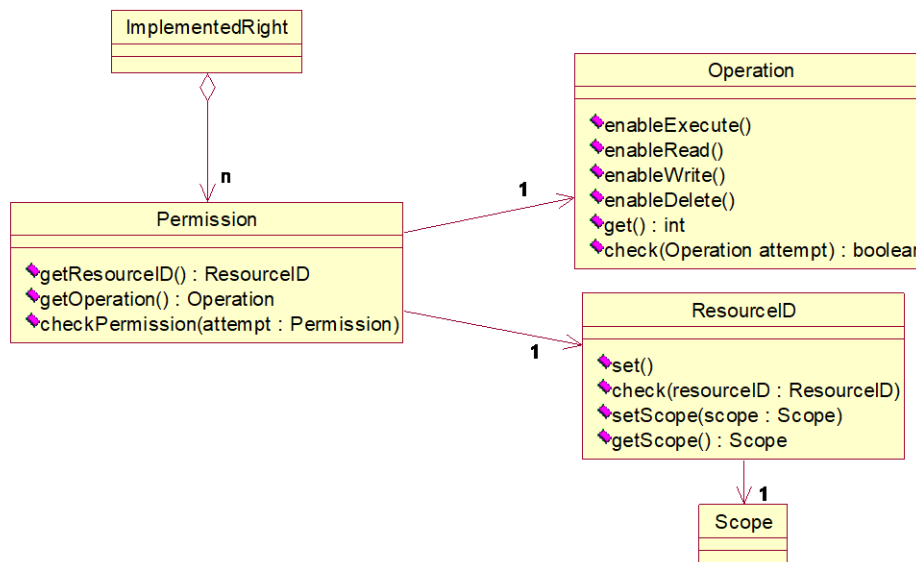 ImplementedRight
n
Permission
getResourceID() : ResourceID
getOperation() : Operation
checkPermission(attempt : Permission)
1
Operation
enableExecute()
enableRead()
enableWrite()
enableDelete()
get() : int
check(Operation attempt) : boolean
1
ResourceID
set()
check(resourceID : ResourceID)
setScope(scope : Scope)
getScope() : Scope
1
Scope